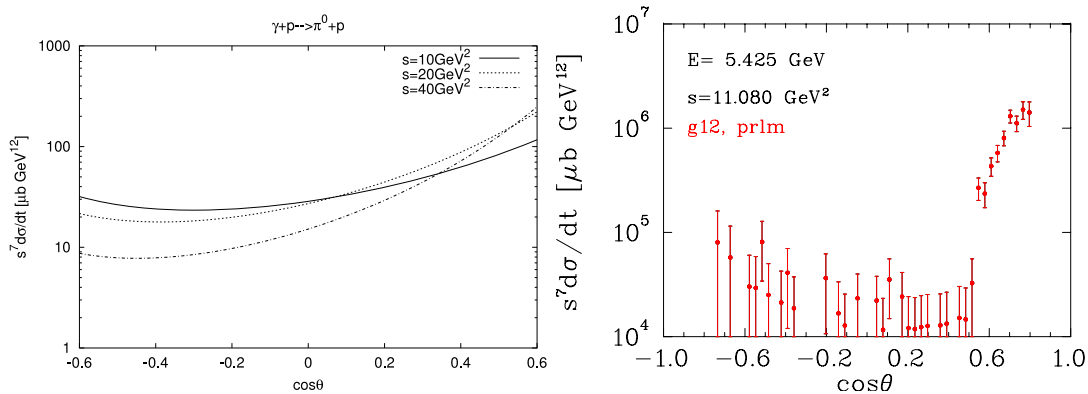 γ+p-->π⁰+p
1000
100
10
1
s⁷dσ/dt [μb GeV¹²]
s=10GeV²
s=20GeV²
s=40GeV²
-0.6
-0.4
-0.2
0
0.2
0.4
0.6
cosθ
s⁷dσ/dt [μb GeV¹²]
10⁷
10⁶
10⁵
10⁴
E= 5.425 GeV
s=11.080 GeV²
g12, pr1m
−1.0
−0.6
−0.2
0.2
0.6
1.0
cosθ